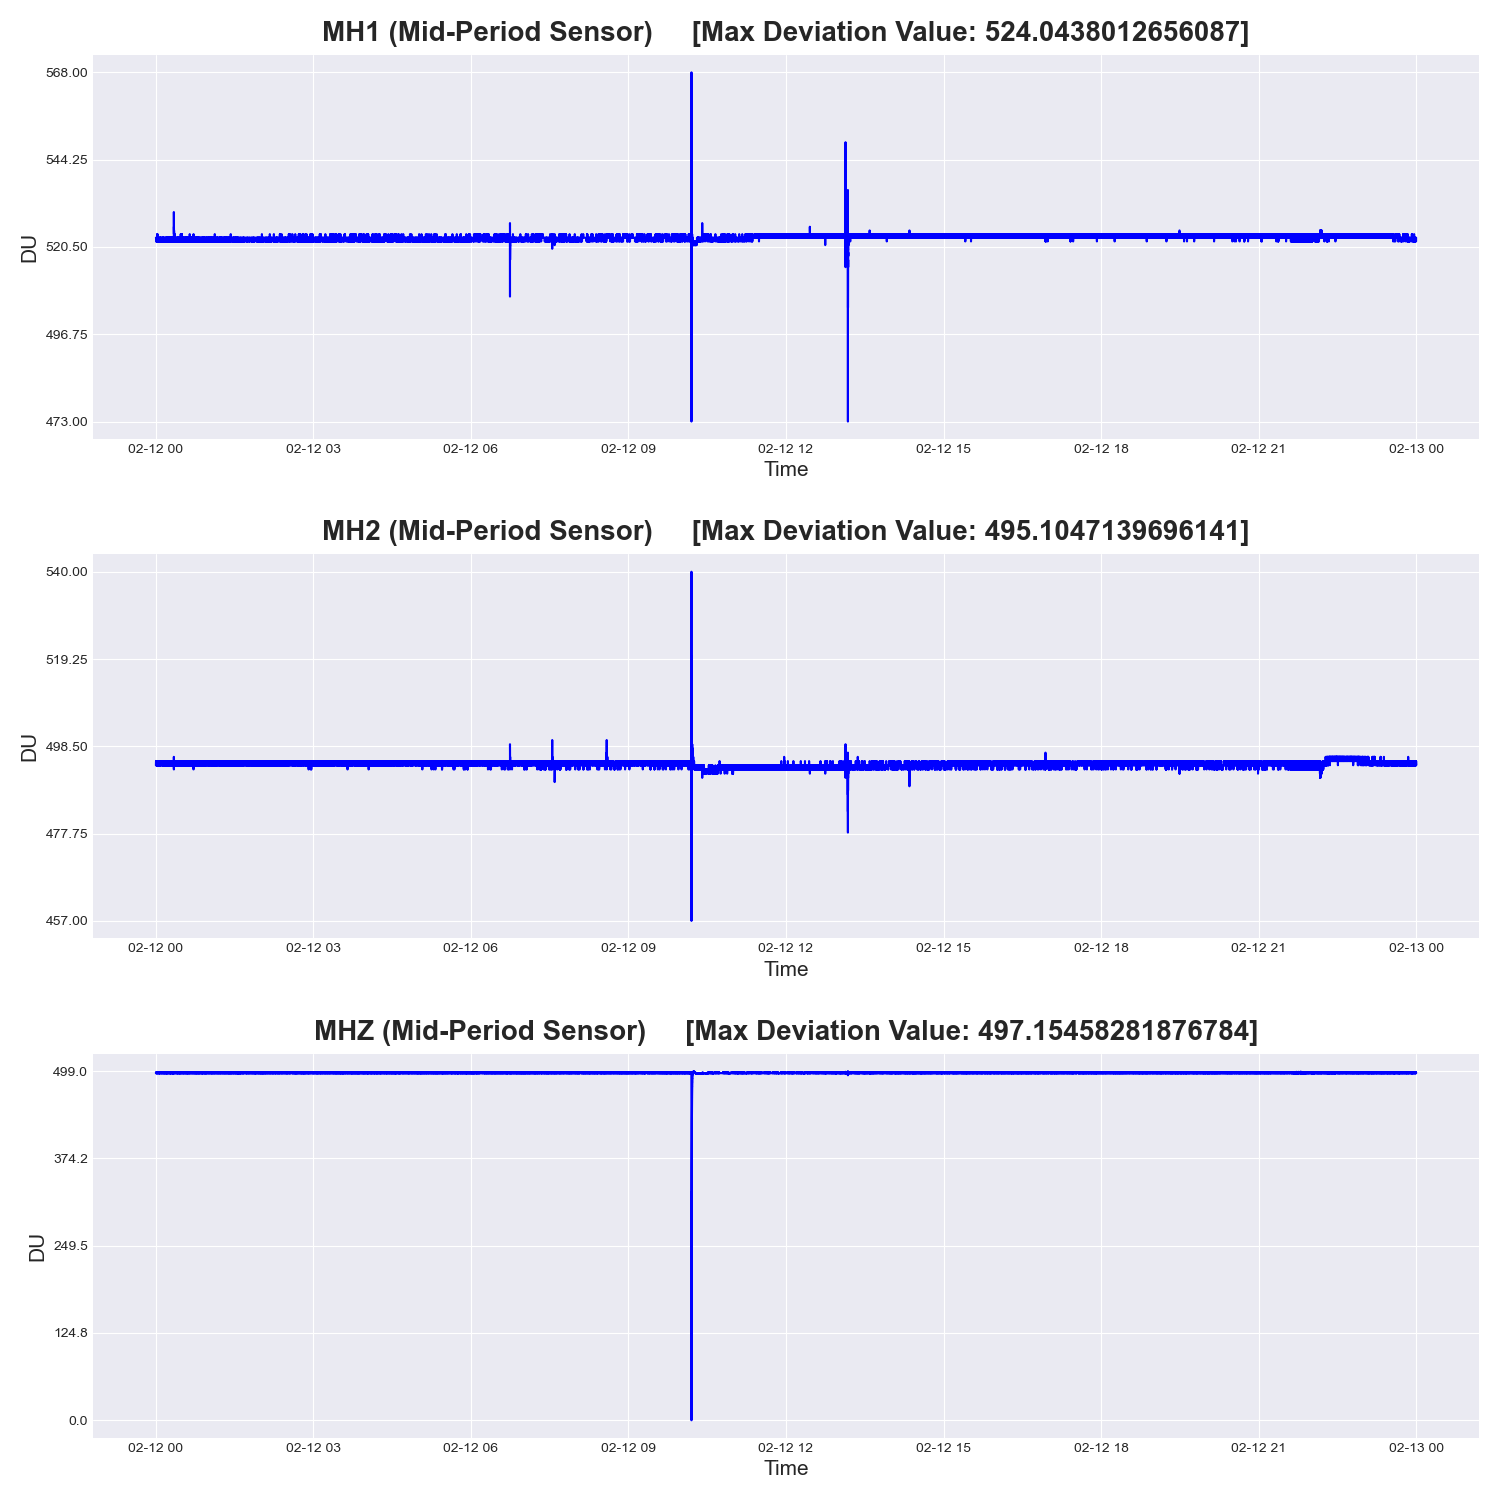 MH1 (Mid-Period Sensor) [Max Deviation Value: 524.0438012656087]
568.00
544.25
520.50
496.75
473.00
DU
02-12 00 02-12 03 02-12 06 02-12 09 02-12 12 02-12 15 02-12 18 02-12 21 02-13 00
Time
MH2 (Mid-Period Sensor) [Max Deviation Value: 495.1047139696141]
540.00
519.25
498.50
477.75
457.00
DU
02-12 00 02-12 03 02-12 06 02-12 09 02-12 12 02-12 15 02-12 18 02-12 21 02-13 00
Time
MHZ (Mid-Period Sensor) [Max Deviation Value: 497.15458281876784]
499.0
374.2
249.5
124.8
0.0
DU
02-12 00 02-12 03 02-12 06 02-12 09 02-12 12 02-12 15 02-12 18 02-12 21 02-13 00
Time